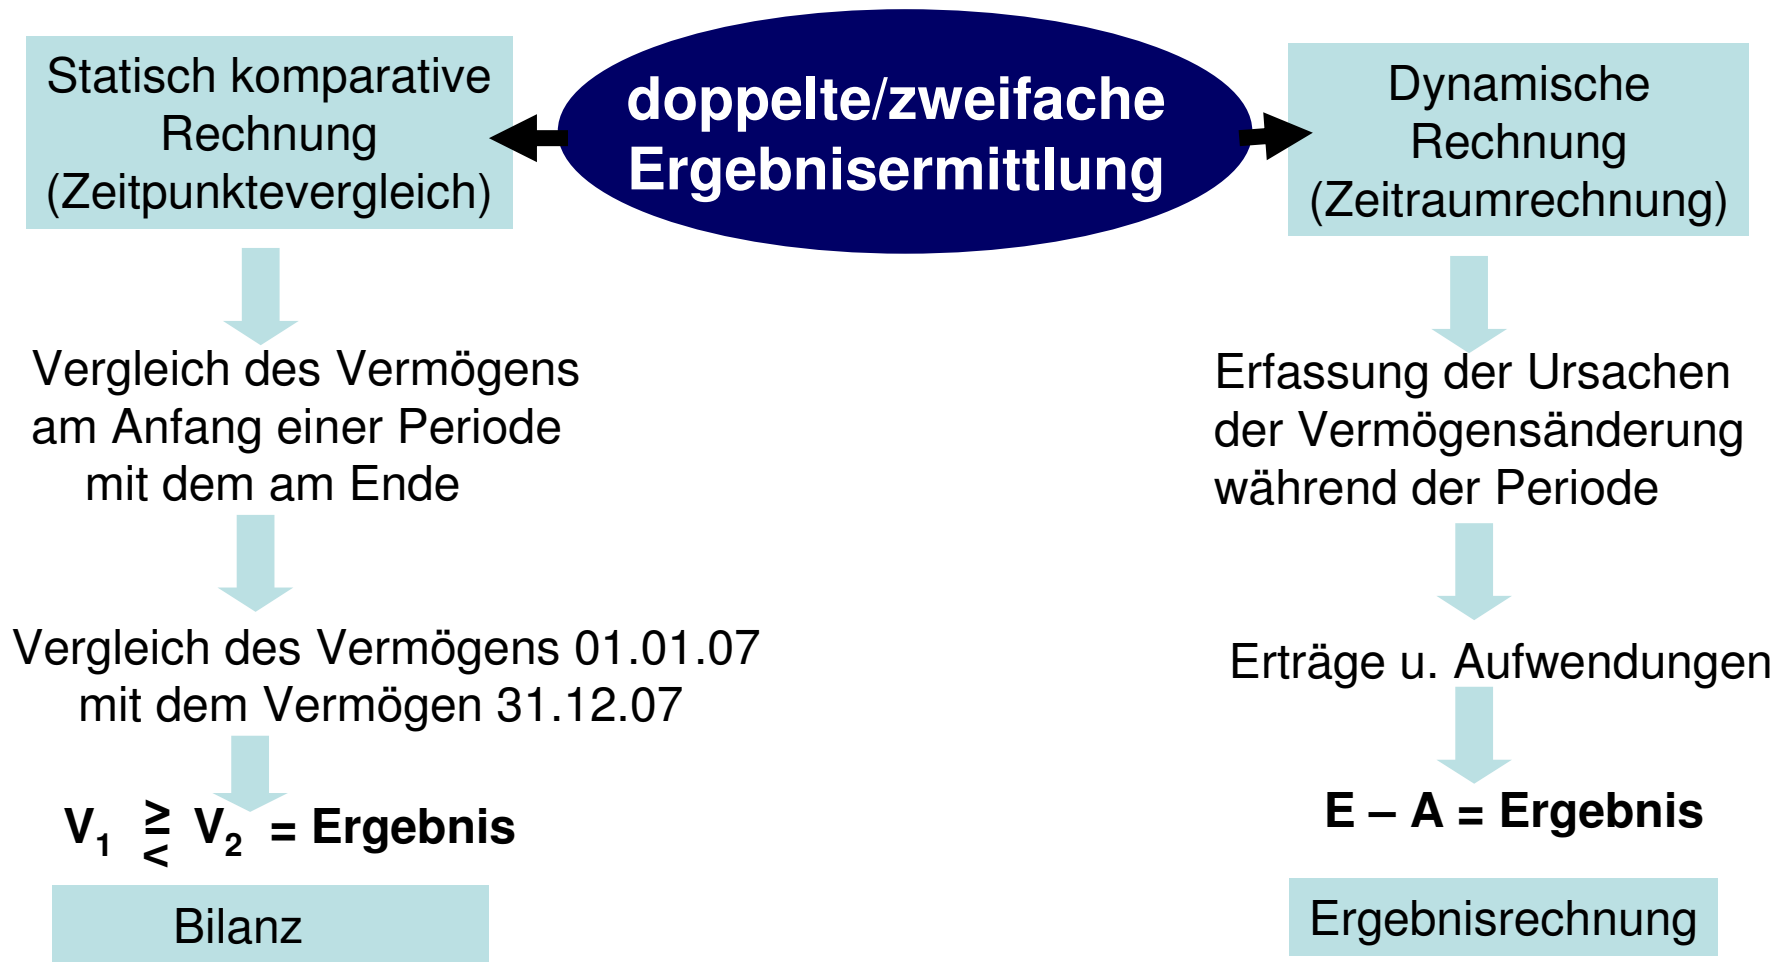 doppelte/zweifache
Ergebnisermittlung
Statisch komparative
Rechnung
(Zeitpunktevergleich)
Vergleich des Vermögens
am Anfang einer Periode
mit dem am Ende
Vergleich des Vermögens 01.01.07
mit dem Vermögen 31.12.07
V₁ ≥ = < V₂ = Ergebnis
Bilanz
Dynamische
Rechnung
(Zeitraumrechnung)
Erfassung der Ursachen
der Vermögensänderung
während der Periode
Erträge u. Aufwendungen
E – A = Ergebnis
Ergebnisrechnung